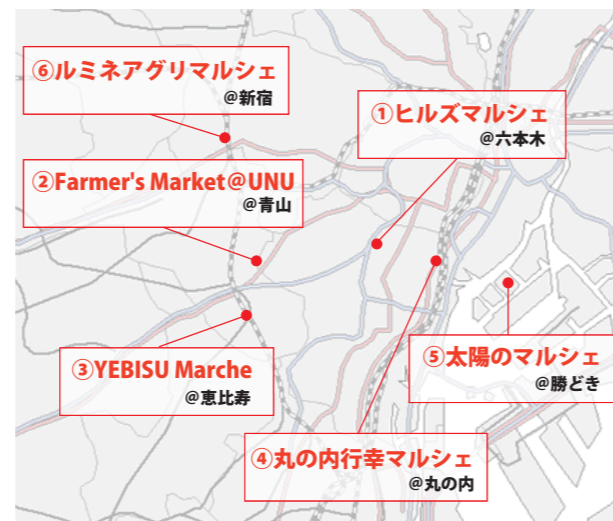 ⑥ルミネアグリマルシェ
@新宿
①ヒルズマルシェ
@六本木
②Farmer's Market@UNU
@青山
③YEBISU Marche
@恵比寿
⑤太陽のマルシェ
@勝どき
④丸の内行幸マルシェ
@丸の内